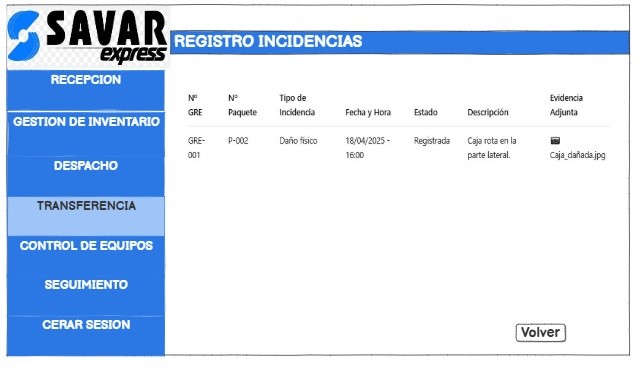 SAVAR
express
REGISTRO INCIDENCIAS
RECEPCION
GESTION DE INVENTARIO
DESPACHO
TRANSFERENCIA
CONTROL DE EQUIPOS
SEGUIMIENTO
CERAR SESION
Nº GRE
Nº Paquete
Tipo de Incidencia
Fecha y Hora
Estado
Descripción
Evidencia Adjunta
GRE-001
P-002
Daño físico
18/04/2025 - 16:00
Registrada
Caja rota en la parte lateral.
Caja_dañada.jpg
Volver